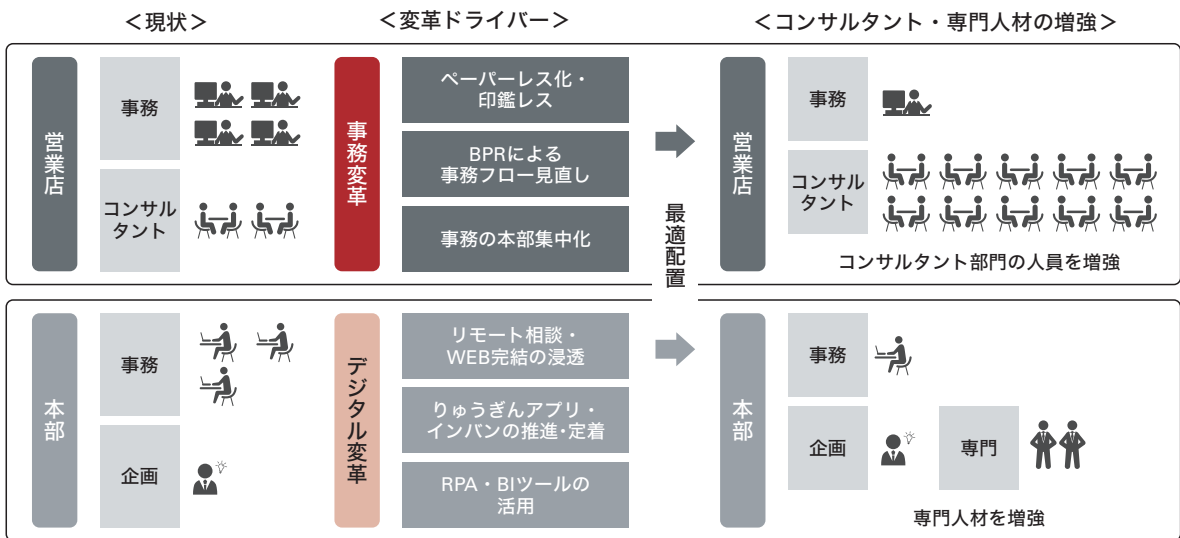 ＜現状＞
＜変革ドライバー＞
＜コンサルタント・専門人材の増強＞
営業店
事務
コンサル
タント
事務変革
ペーパーレス化・
印鑑レス
BPRによる
事務フロー見直し
事務の本部集中化
最適配置
営業店
事務
コンサル
タント
コンサルタント部門の人員を増強
本部
事務
企画
デジタル変革
リモート相談・
WEB完結の浸透
りゅうぎんアプリ・
インバンの推進・定着
RPA・BIツールの
活用
本部
事務
企画
専門
専門人材を増強